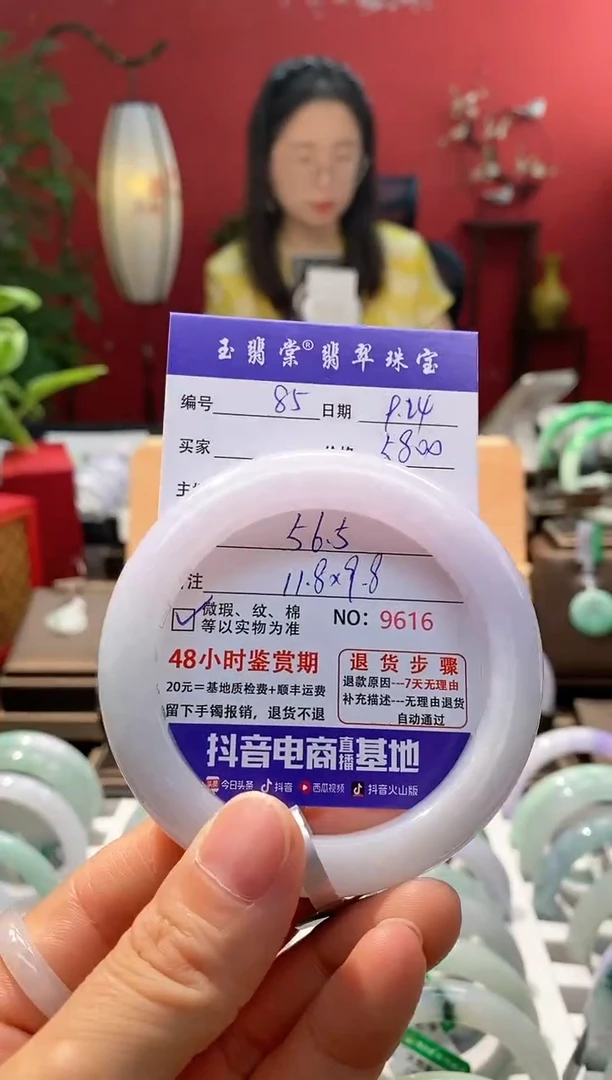 玉翡棠®翡翠珠宝
编号 85 日期 9.24
买家 价格 5800
56.5
注 11.8×9.8
微瑕、纹、棉
等以实物为准
NO: 9616
48小时鉴赏期
20元=基地质检费+顺丰运费
留下手镯报销，退货不退
退货步骤
退款原因---7天无理由
补充描述---无理由退货
自动通过
抖音电商直播基地
头条 今日头条 抖音 西瓜视频 抖音火山版